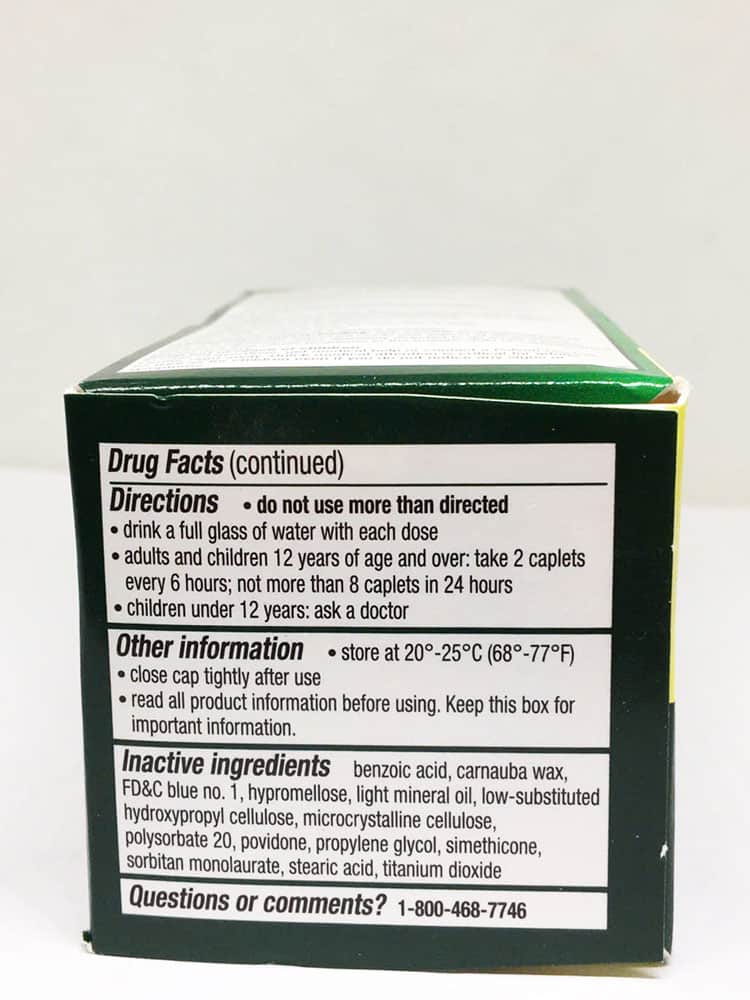 Drug Facts (continued)
Directions • do not use more than directed
• drink a full glass of water with each dose
• adults and children 12 years of age and over: take 2 caplets
every 6 hours; not more than 8 caplets in 24 hours
• children under 12 years: ask a doctor
Other information • store at 20°-25°C (68°-77°F)
• close cap tightly after use
• read all product information before using. Keep this box for
important information.
Inactive ingredients benzoic acid, carnauba wax,
FD&C blue no. 1, hypromellose, light mineral oil, low-substituted
hydroxypropyl cellulose, microcrystalline cellulose,
polysorbate 20, povidone, propylene glycol, simethicone,
sorbitan monolaurate, stearic acid, titanium dioxide
Questions or comments? 1-800-468-7746